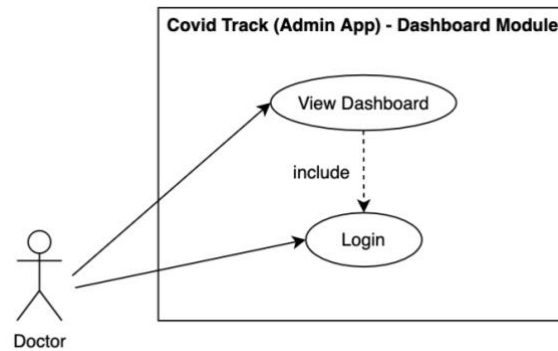 Covid Track (Admin App) - Dashboard Module
View Dashboard
include
Login
Doctor